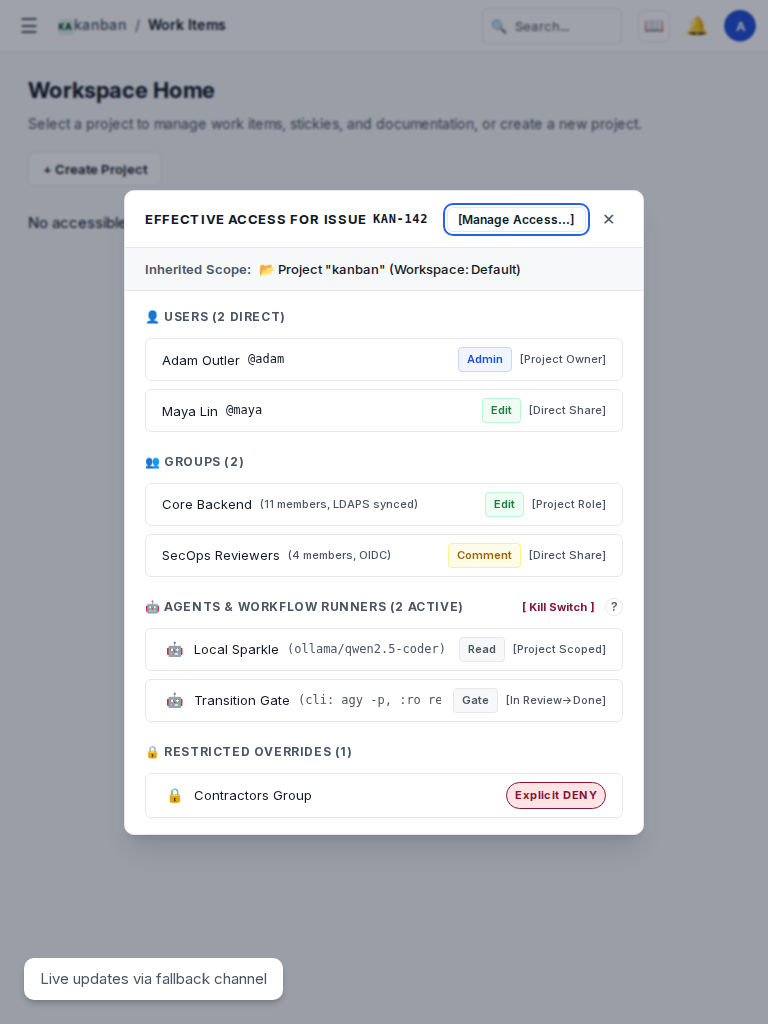 KA kanban / Work Items
Search...
A
Workspace Home
Select a project to manage work items, stickies, and documentation, or create a new project.
+ Create Project
No accessible
EFFECTIVE ACCESS FOR ISSUE KAN-142
[Manage Access...]
✕
Inherited Scope: Project "kanban" (Workspace: Default)
USERS (2 DIRECT)
Adam Outler @adam Admin [Project Owner]
Maya Lin @maya Edit [Direct Share]
GROUPS (2)
Core Backend (11 members, LDAPS synced) Edit [Project Role]
SecOps Reviewers (4 members, OIDC) Comment [Direct Share]
AGENTS & WORKFLOW RUNNERS (2 ACTIVE) [ Kill Switch ] ?
Local Sparkle (ollama/qwen2.5-coder) Read [Project Scoped]
Transition Gate (cli: agy -p, :ro re Gate [In Review→Done]
RESTRICTED OVERRIDES (1)
Contractors Group Explicit DENY
Live updates via fallback channel